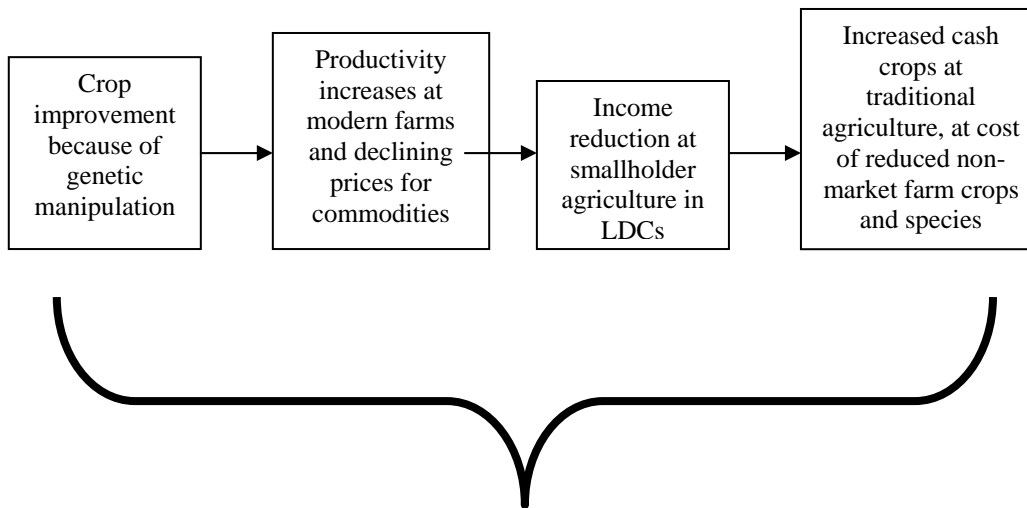 Crop
improvement
because of
genetic
manipulation
Productivity
increases at
modern farms
and declining
prices for
commodities
Income
reduction at
smallholder
agriculture in
LDCs
Increased cash
crops at
traditional
agriculture, at cost
of reduced non-
market farm crops
and species